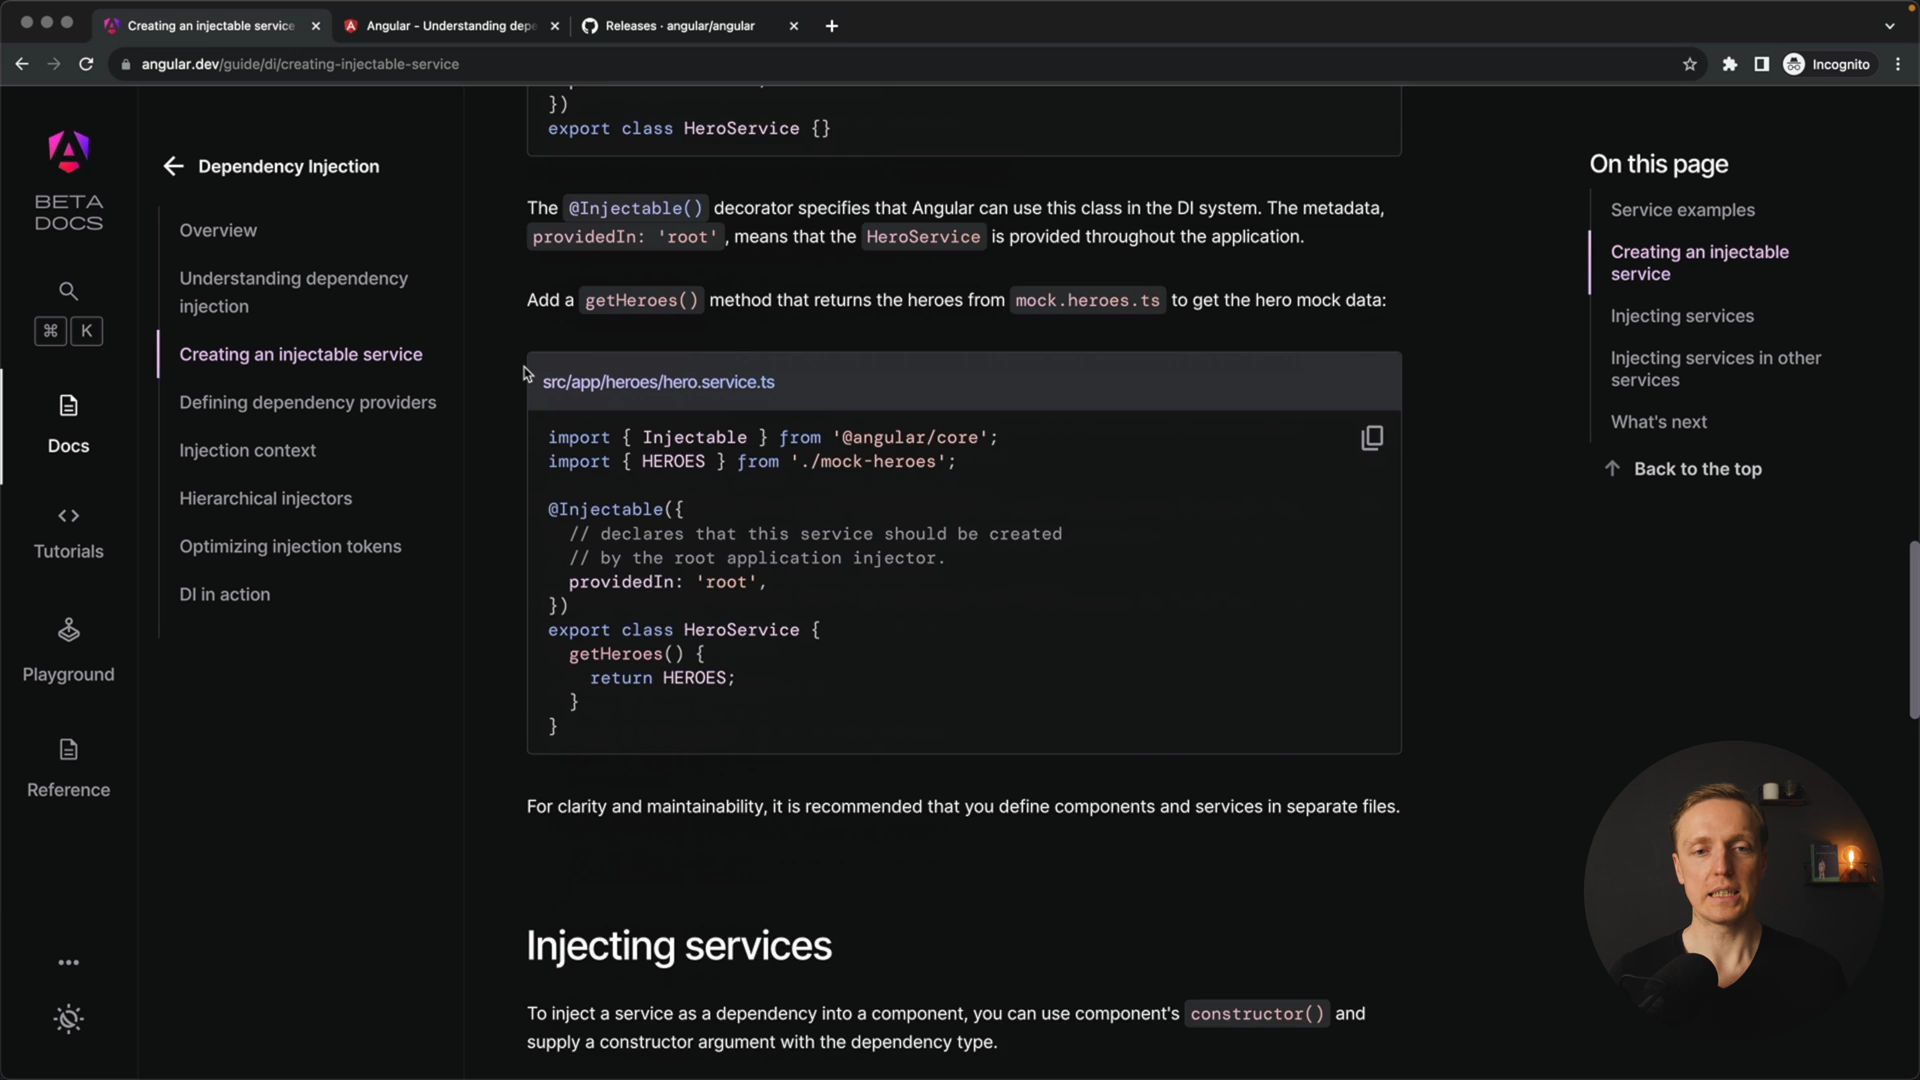 Creating an injectable service
Angular - Understanding depe
Releases · angular/angular
angular.dev/guide/di/creating-injectable-service
Incognito
BETA
DOCS
⌘ K
Docs
Tutorials
Playground
Reference
Dependency Injection
Overview
Understanding dependency
injection
Creating an injectable service
Defining dependency providers
Injection context
Hierarchical injectors
Optimizing injection tokens
DI in action
})
export class HeroService {}
The @Injectable() decorator specifies that Angular can use this class in the DI system. The metadata,
providedIn: 'root' , means that the HeroService is provided throughout the application.
Add a getHeroes() method that returns the heroes from mock.heroes.ts to get the hero mock data:
src/app/heroes/hero.service.ts
import { Injectable } from '@angular/core';
import { HEROES } from './mock-heroes';
@Injectable({
// declares that this service should be created
// by the root application injector.
providedIn: 'root',
})
export class HeroService {
getHeroes() {
return HEROES;
}
}
For clarity and maintainability, it is recommended that you define components and services in separate files.
Injecting services
To inject a service as a dependency into a component, you can use component's constructor() and
supply a constructor argument with the dependency type.
On this page
Service examples
Creating an injectable
service
Injecting services
Injecting services in other
services
What's next
Back to the top